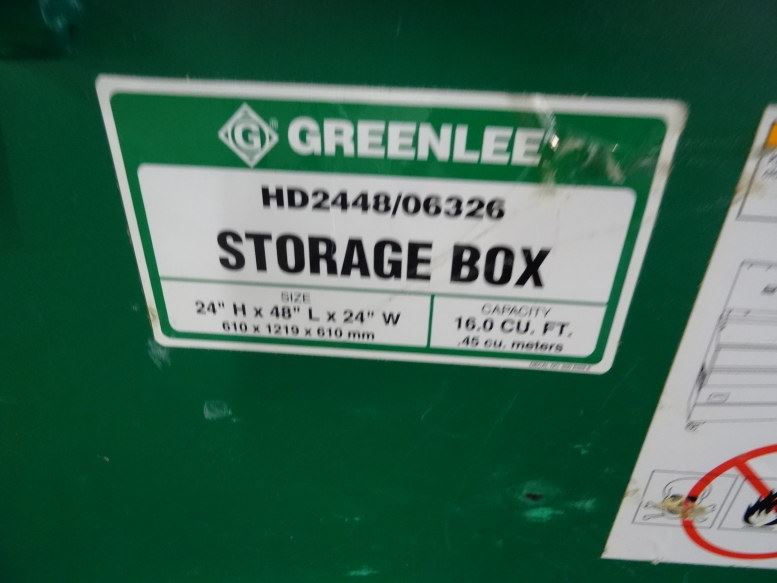 G GREENLEE
HD2448/06326
STORAGE BOX
SIZE
24" H x 48" L x 24" W
610 x 1219 x 610 mm
CAPACITY
16.0 CU. FT.
.45 cu. meters